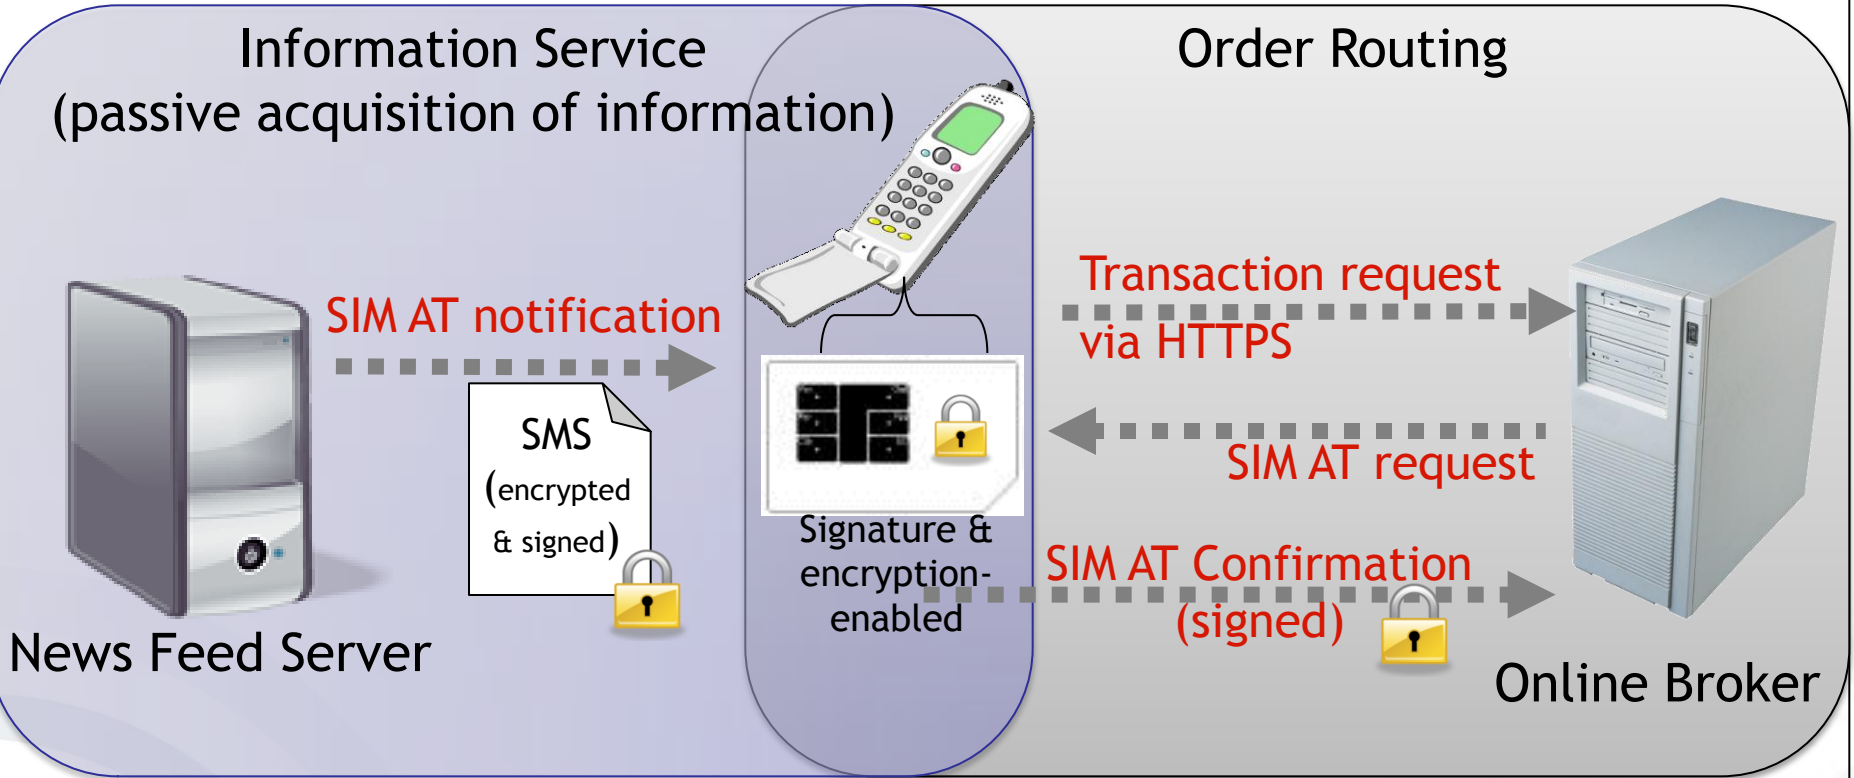 Information Service
(passive acquisition of information)
Order Routing
SIM AT notification
SMS
(encrypted
& signed)
News Feed Server
Signature &
encryption-
enabled
Transaction request
via HTTPS
SIM AT request
SIM AT Confirmation
(signed)
Online Broker